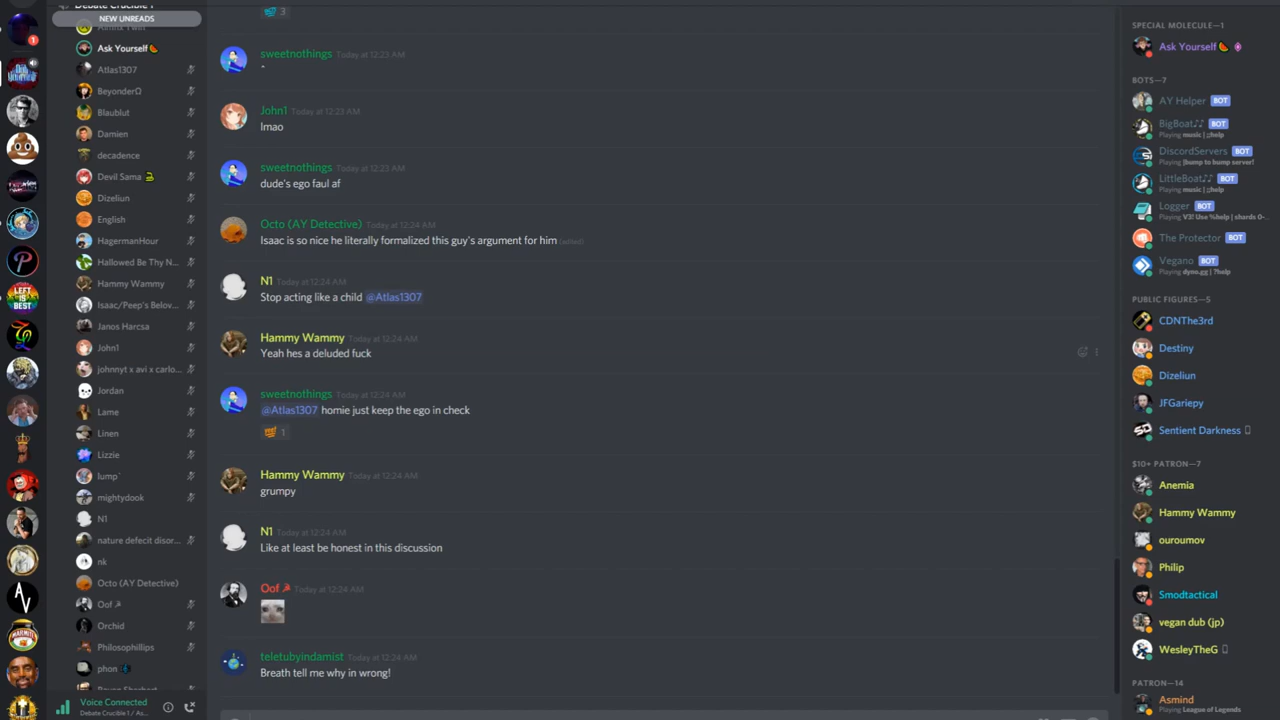 Debate Crucible 1
NEW UNREADS
Ask Yourself
Atlas1307
BeyonderΩ
Blaublut
Damien
decadence
Devil Sama
Dizeliun
English
HagermanHour
Hallowed Be Thy N...
Hammy Wammy
Isaac/Peep's Belov...
Janos Harcsa
John1
johnnyt x avi x carlo...
Jordan
Lame
Linen
Lizzie
lump`
mightydook
N1
nature defecit disor...
nk
Octo (AY Detective)
Oof
Orchid
Philosophillips
phon
Voice Connected
Debate Crucible 1 / As...
1
3
sweetnothings Today at 12:23 AM
^
John1 Today at 12:23 AM
lmao
sweetnothings Today at 12:23 AM
dude's ego faul af
Octo (AY Detective) Today at 12:24 AM
Isaac is so nice he literally formalized this guy's argument for him (edited)
N1 Today at 12:24 AM
Stop acting like a child @Atlas1307
Hammy Wammy Today at 12:24 AM
Yeah hes a deluded fuck
sweetnothings Today at 12:24 AM
@Atlas1307 homie just keep the ego in check
1
Hammy Wammy Today at 12:24 AM
grumpy
N1 Today at 12:24 AM
Like at least be honest in this discussion
Oof Today at 12:24 AM
teletubyindamist Today at 12:24 AM
Breath tell me why in wrong!
SPECIAL MOLECULE—1
Ask Yourself
BOTS—7
AY Helper BOT
BigBoat♪♪ BOT
Playing music | ;;help
DiscordServers BOT
Playing !bump to bump server!
LittleBoat♪♪ BOT
Playing music | ;;help
Logger BOT
Playing V3! Use %help | shards 0-...
The Protector BOT
Vegano BOT
Playing dyno.gg | ?help
PUBLIC FIGURES—5
CDNThe3rd
Destiny
Dizeliun
JFGariepy
Sentient Darkness
$10+ PATRON—7
Anemia
Hammy Wammy
ouroumov
Philip
Smodtactical
vegan dub (jp)
WesleyTheG
PATRON—14
Asmind
Playing League of Legends